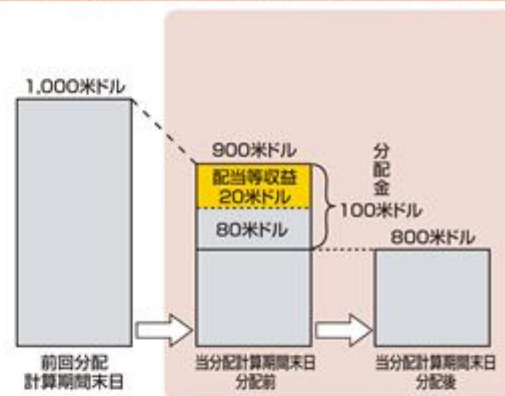 1,000米ドル
900米ドル
配当等収益
20米ドル
80米ドル
分配金
100米ドル
800米ドル
前回分配
計算期間末日
当分配計算期間末日
分配前
当分配計算期間末日
分配後